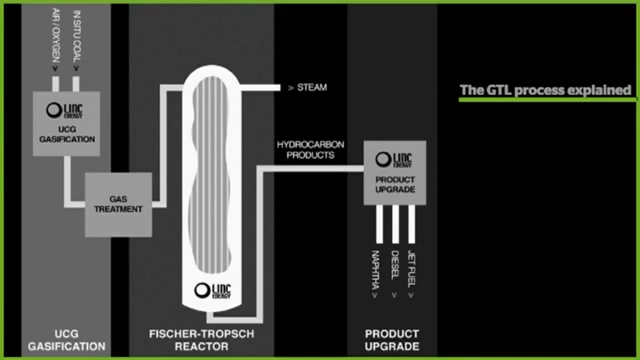 AIR / OXYGEN >
IN SITU COAL >
LINC
ENERGY
UCG
GASIFICATION
GAS
TREATMENT
> STEAM
HYDROCARBON
PRODUCTS
LINC
ENERGY
PRODUCT
UPGRADE
NAPHTHA >
DIESEL >
JET FUEL >
LINC
ENERGY
UCG
GASIFICATION
FISCHER-TROPSCH
REACTOR
PRODUCT
UPGRADE
The GTL process explained